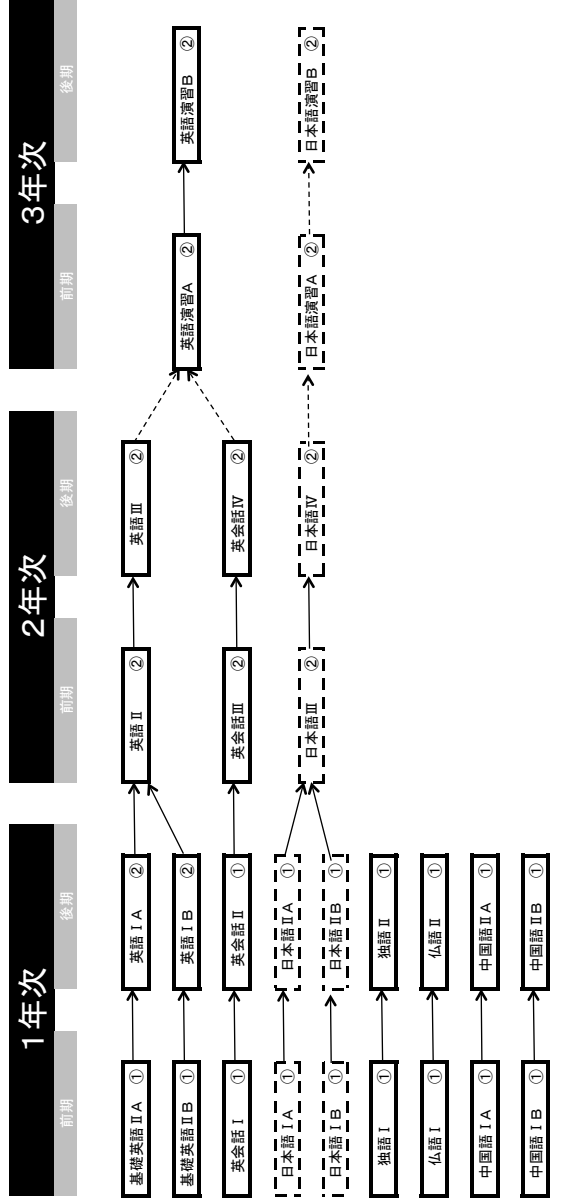 1年次
前期
後期
2年次
前期
後期
3年次
前期
後期
基礎英語ⅡA ①
英語ⅠA ②
英語Ⅱ ②
英語Ⅲ ②
基礎英語ⅡB ①
英語ⅠB ②
英語演習A ②
英語演習B ②
英会話Ⅰ ①
英会話Ⅱ ①
英会話Ⅲ ②
英会話Ⅳ ②
日本語ⅠA ①
日本語ⅡA ①
日本語Ⅲ ②
日本語Ⅳ ②
日本語演習A ②
日本語演習B ②
日本語ⅠB ①
日本語ⅡB ①
独語Ⅰ ①
独語Ⅱ ①
仏語Ⅰ ①
仏語Ⅱ ①
中国語ⅠA ①
中国語ⅡA ①
中国語ⅠB ①
中国語ⅡB ①